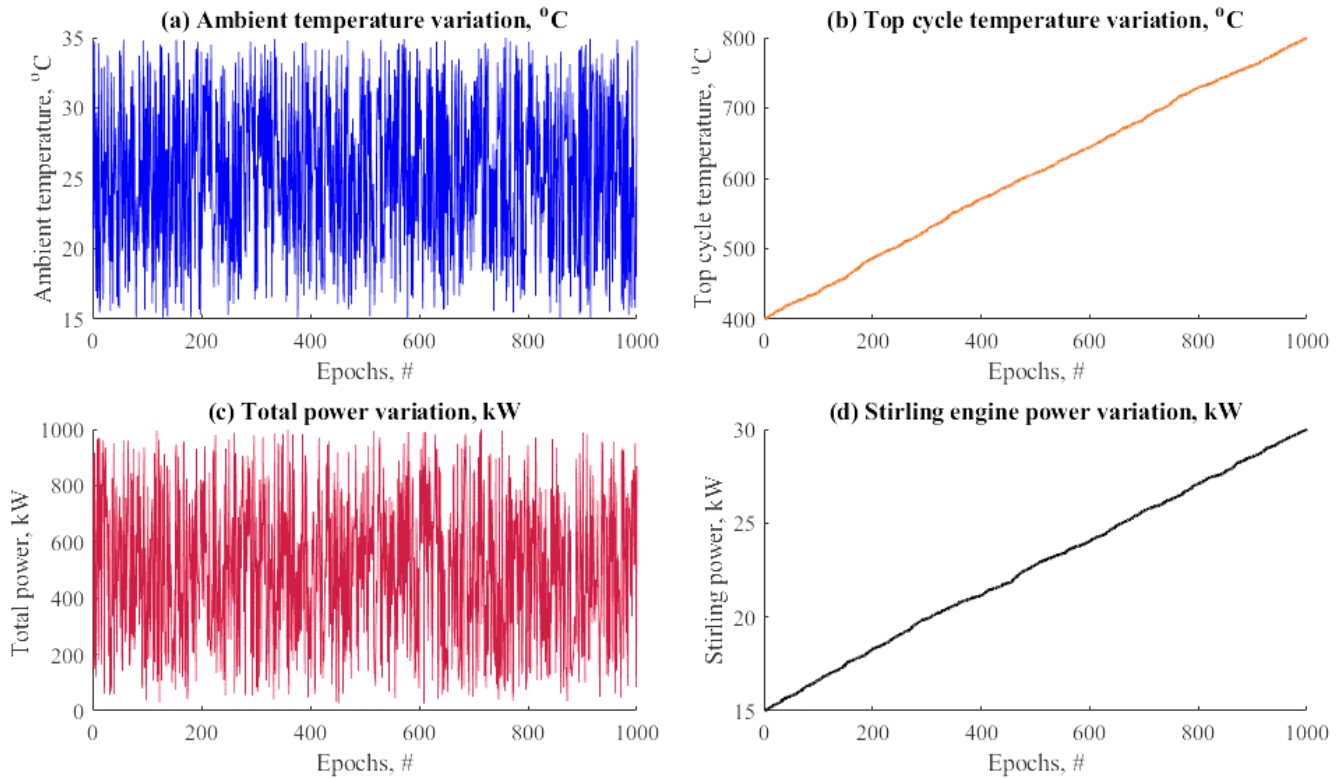 (a) Ambient temperature variation, °C
Ambient temperature, °C
35
30
25
20
15
0 200 400 600 800 1000
Epochs, #
(b) Top cycle temperature variation, °C
Top cycle temperature, °C
800
700
600
500
400
0 200 400 600 800 1000
Epochs, #
(c) Total power variation, kW
Total power, kW
1000
800
600
400
200
0
0 200 400 600 800 1000
Epochs, #
(d) Stirling engine power variation, kW
Stirling power, kW
30
25
20
15
0 200 400 600 800 1000
Epochs, #